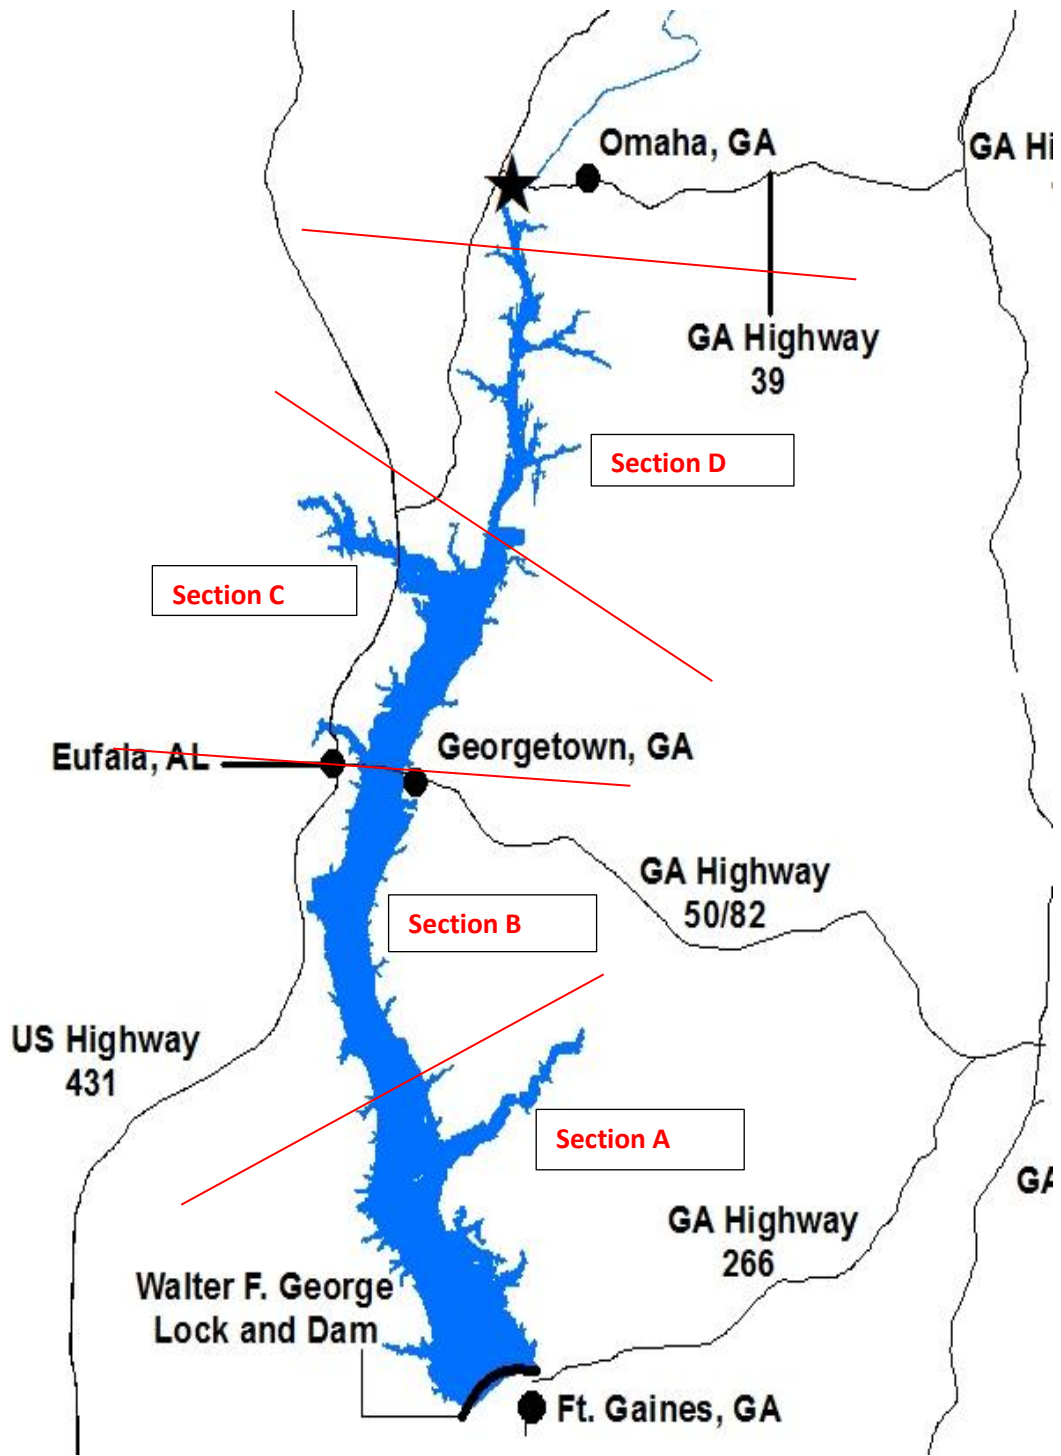 Omaha, GA
GA Hi
GA Highway
39
Section D
Section C
Eufala, AL
Georgetown, GA
GA Highway
50/82
Section B
US Highway
431
Section A
GA
GA Highway
266
Walter F. George
Lock and Dam
Ft. Gaines, GA